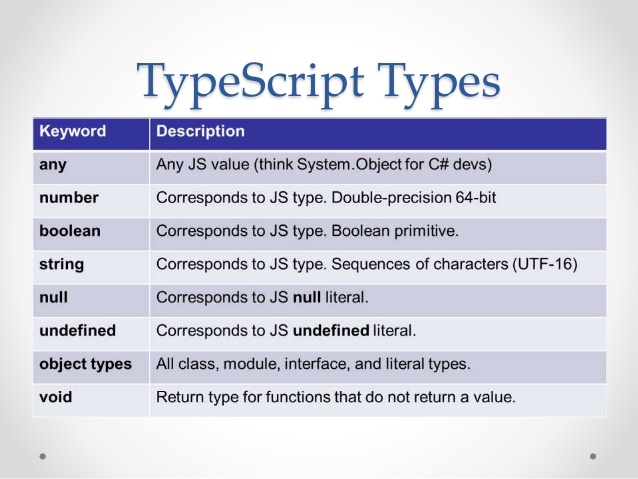 TypeScript Types
Keyword Description
any Any JS value (think System.Object for C# devs)
number Corresponds to JS type. Double-precision 64-bit
boolean Corresponds to JS type. Boolean primitive.
string Corresponds to JS type. Sequences of characters (UTF-16)
null Corresponds to JS null literal.
undefined Corresponds to JS undefined literal.
object types All class, module, interface, and literal types.
void Return type for functions that do not return a value.